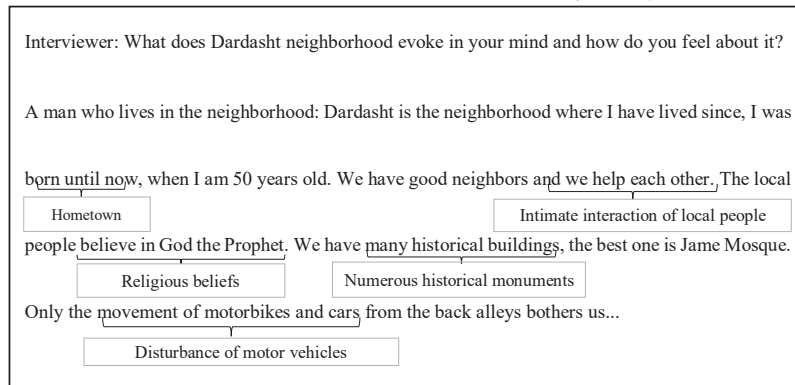 Interviewer: What does Dardasht neighborhood evoke in your mind and how do you feel about it?
A man who lives in the neighborhood: Dardasht is the neighborhood where I have lived since, I was
born until now, when I am 50 years old. We have good neighbors and we help each other. The local
Hometown
Intimate interaction of local people
people believe in God the Prophet. We have many historical buildings, the best one is Jame Mosque.
Religious beliefs
Numerous historical monuments
Only the movement of motorbikes and cars from the back alleys bothers us...
Disturbance of motor vehicles